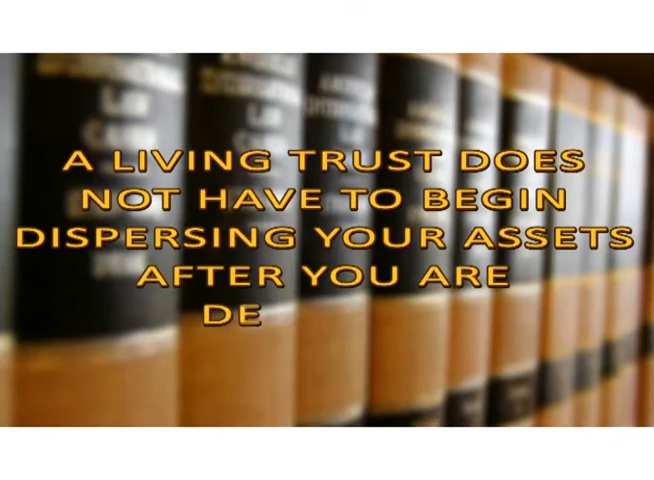 A LIVING TRUST DOES
NOT HAVE TO BEGIN
DISPERSING YOUR ASSETS
AFTER YOU ARE
DE